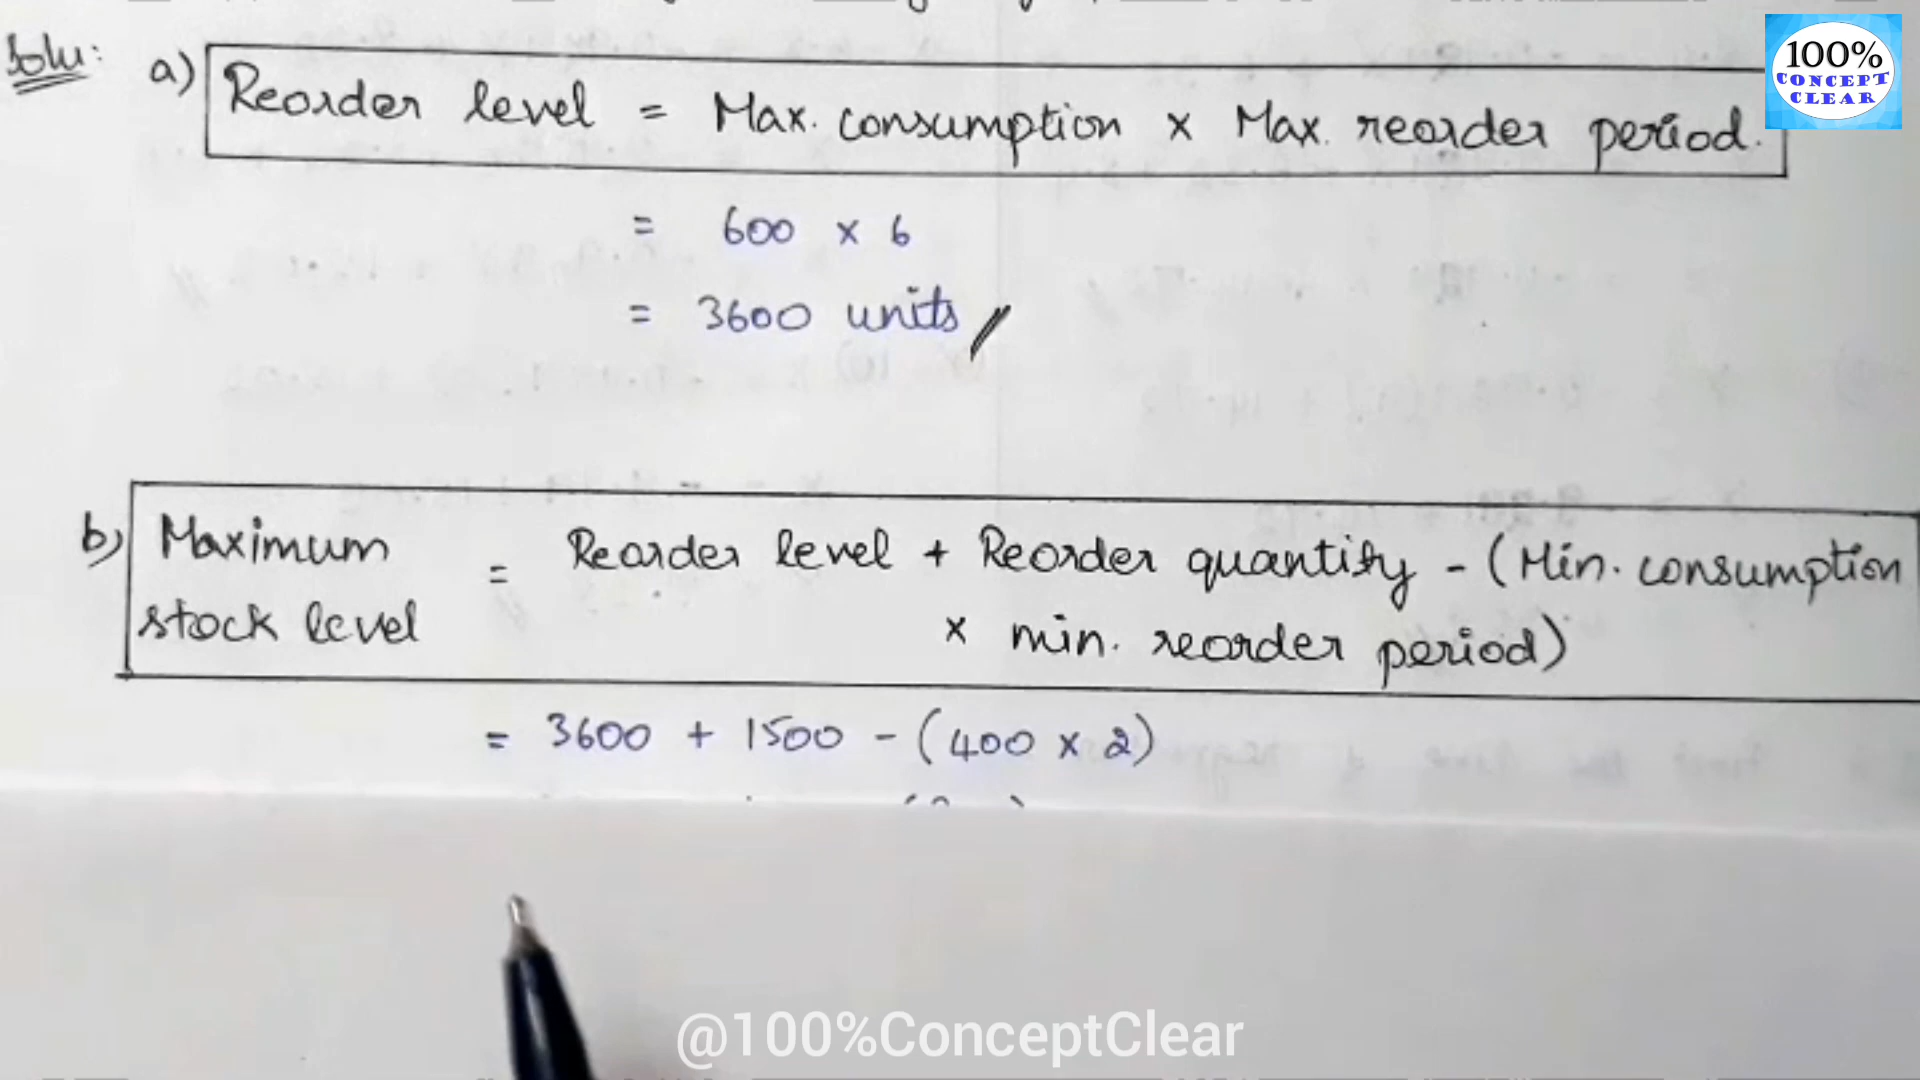 Solu:
a) Reorder level = Max. consumption x Max. reorder period.
= 600 x 6
= 3600 units
b) Maximum stock level = Reorder level + Reorder quantity - (Min. consumption
x min. reorder period)
= 3600 + 1500 - (400 x 2)
100%
CONCEPT
CLEAR
@100%ConceptClear